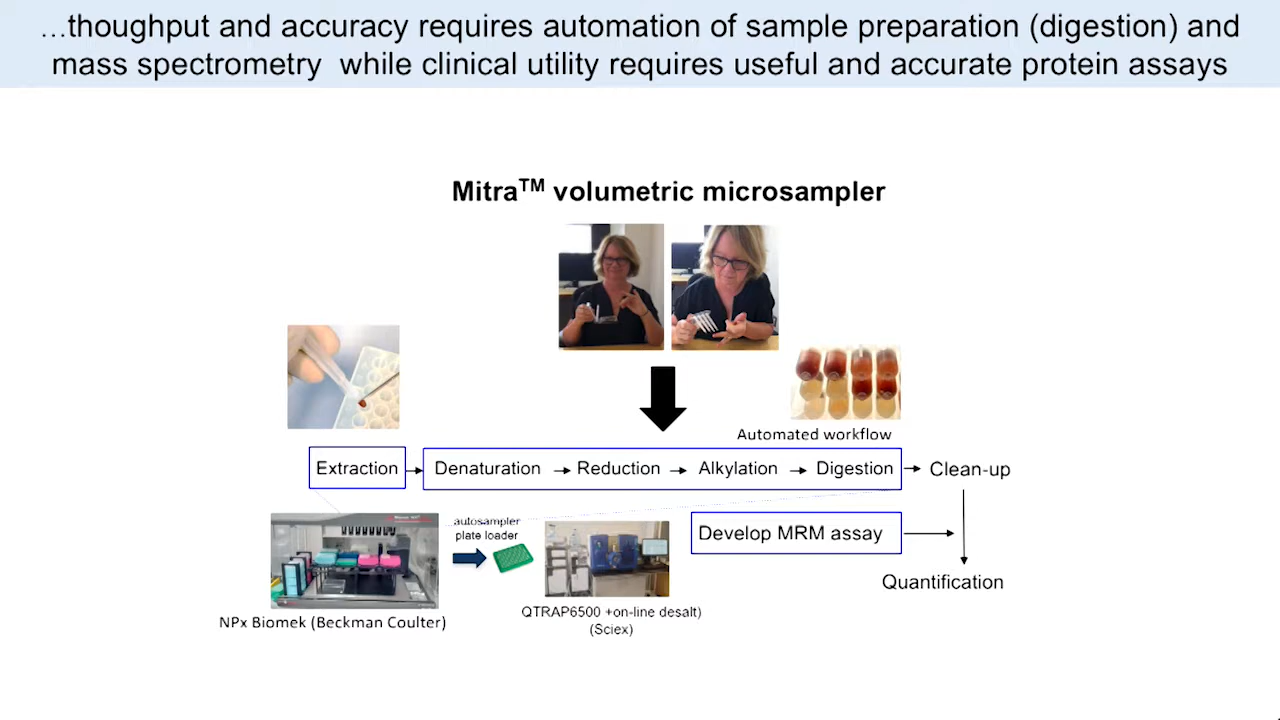 ...thoughput and accuracy requires automation of sample preparation (digestion) and
mass spectrometry while clinical utility requires useful and accurate protein assays
Mitra™ volumetric microsampler
Automated workflow
Extraction
Denaturation
Reduction
Alkylation
Digestion
Clean-up
autosampler
plate loader
Develop MRM assay
Quantification
QTRAP6500 +on-line desalt)
(Sciex)
NPx Biomek (Beckman Coulter)